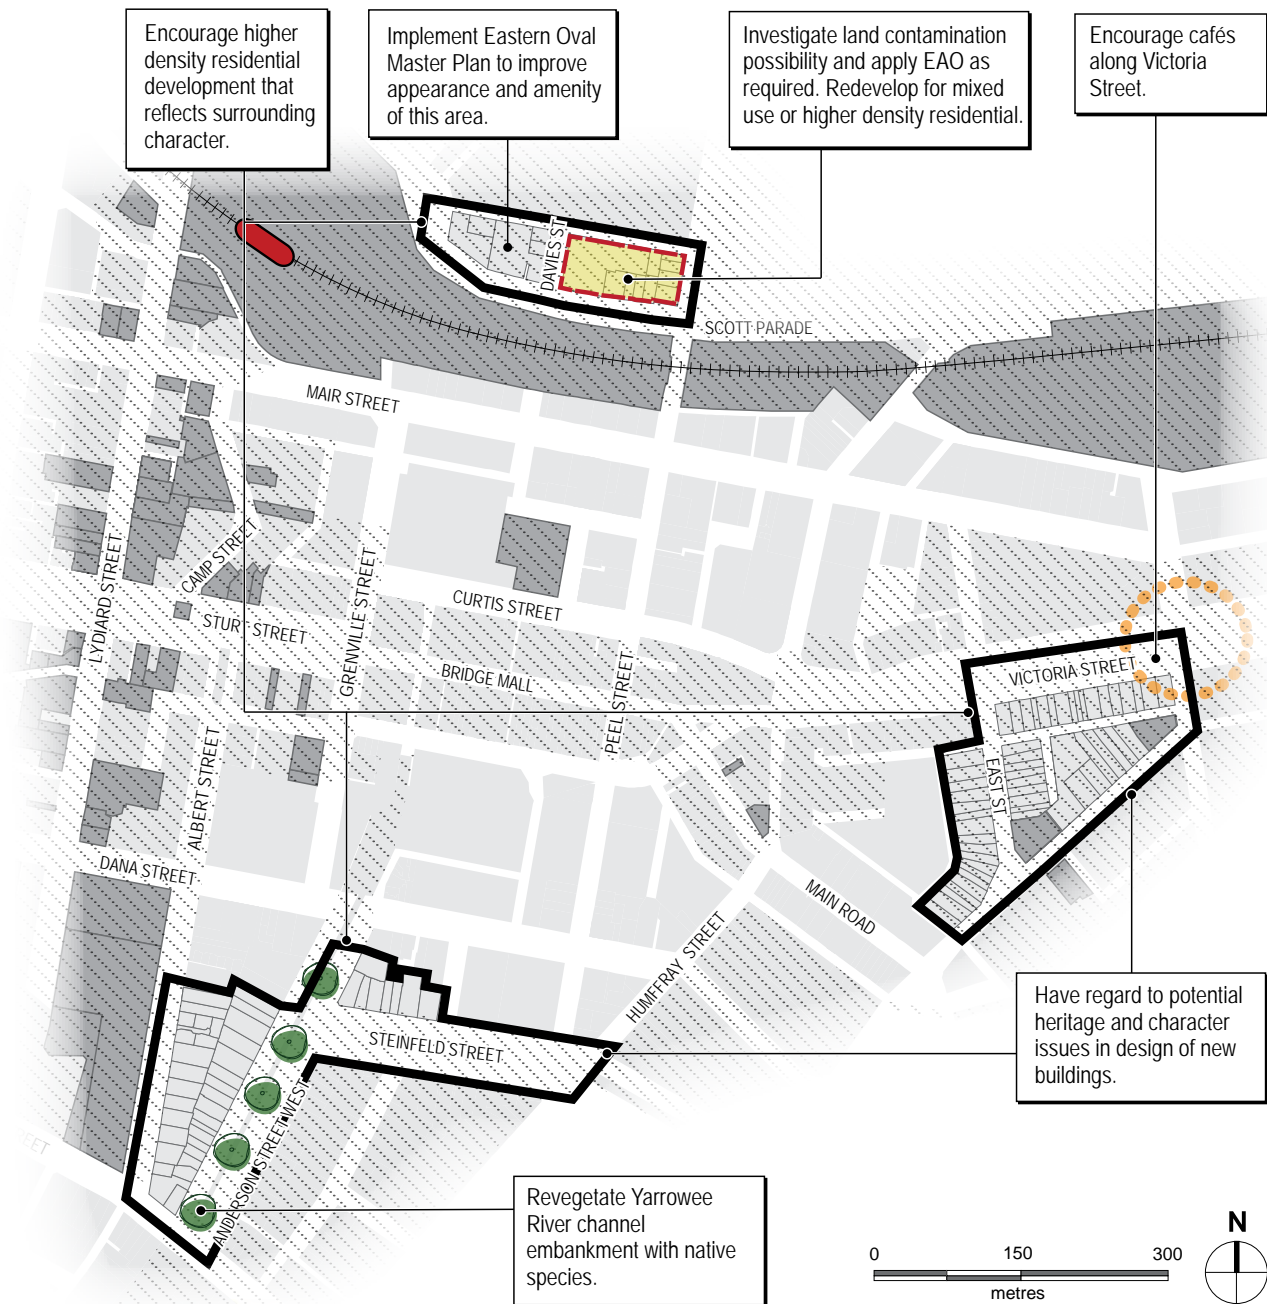 Encourage higher
density residential
development that
reflects surrounding
character.
Implement Eastern Oval
Master Plan to improve
appearance and amenity
of this area.
Investigate land contamination
possibility and apply EAO as
required. Redevelop for mixed
use or higher density residential.
Encourage cafés
along Victoria
Street.
DAVIES ST
SCOTT PARADE
MAIR STREET
LYDIARD STREET
CAMP STREET
STURT STREET
GRENVILLE STREET
CURTIS STREET
BRIDGE MALL
PEEL STREET
VICTORIA STREET
EAST ST
ALBERT STREET
DANA STREET
MAIN ROAD
HUMFFRAY STREET
STEINFELD STREET
ANDERSON STREET WEST
Have regard to potential
heritage and character
issues in design of new
buildings.
Revegetate Yarrowee
River channel
embankment with native
species.
0 150 300
metres
N